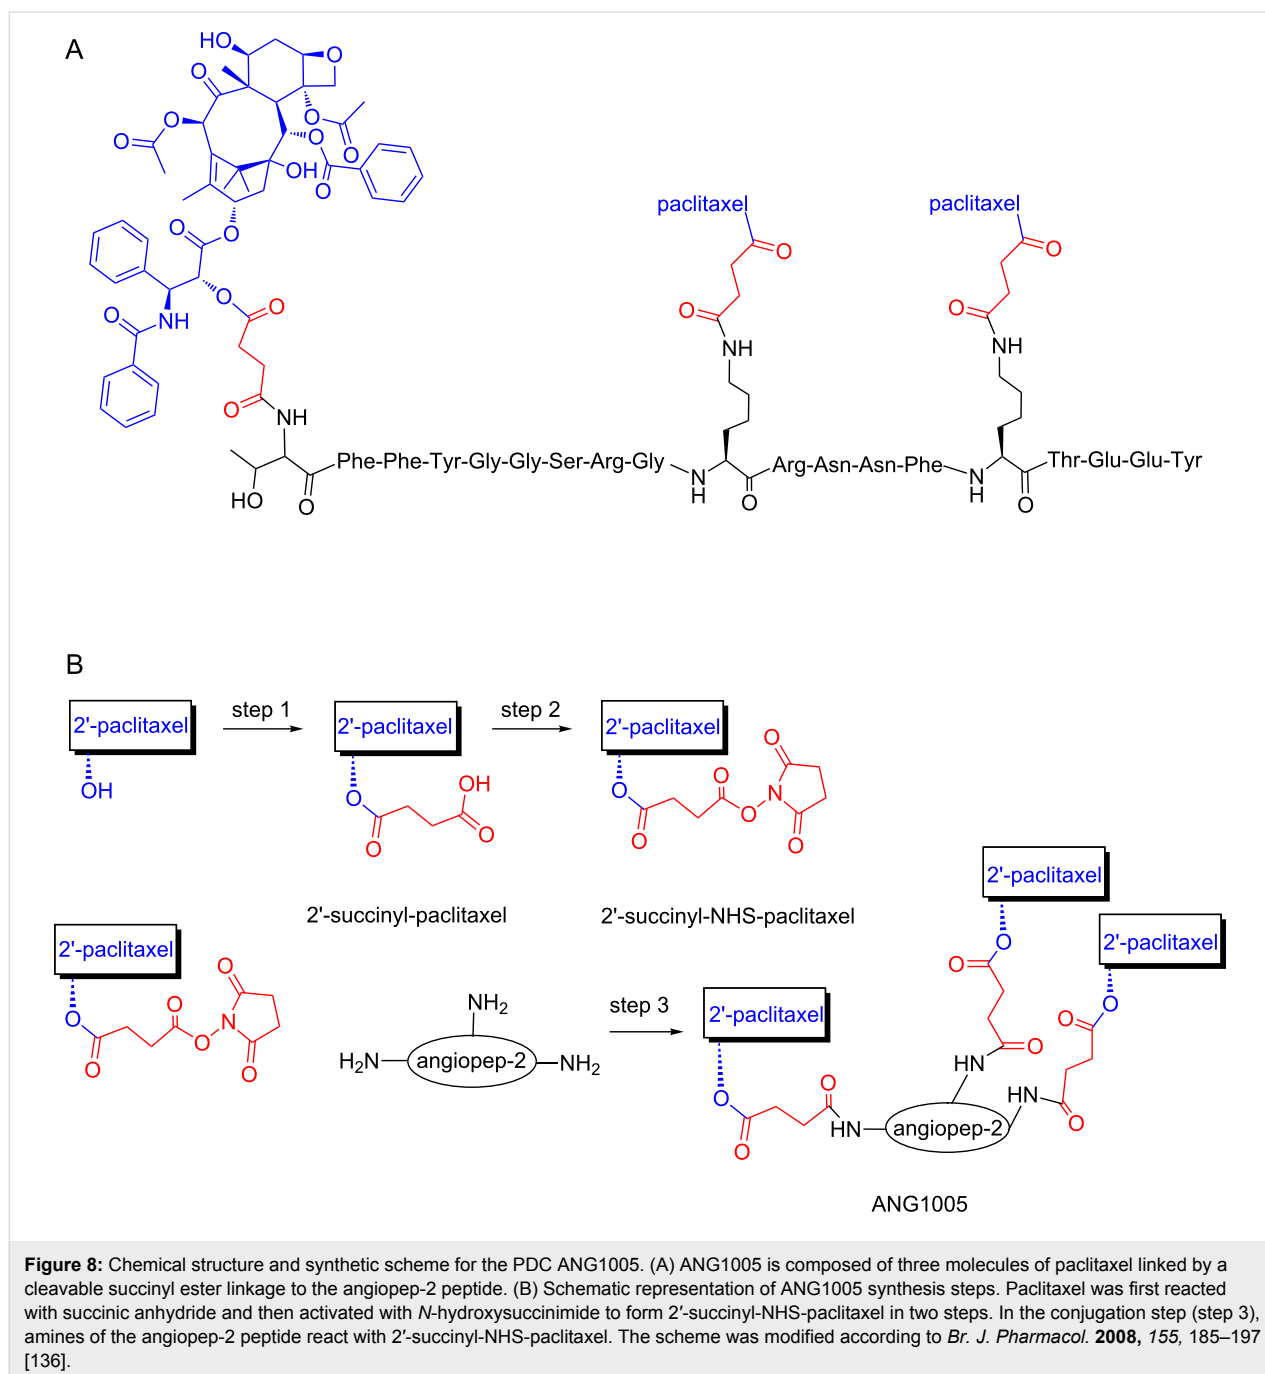 A
HO
O
O
O
O
O
O
O
O
OH
O
O
O
O
O
NH
O
O
O
NH
HO
O
Phe-Phe-Tyr-Gly-Gly-Ser-Arg-Gly
paclitaxel
O
O
NH
N
H
O
Arg-Asn-Asn-Phe
paclitaxel
O
O
NH
N
H
O
Thr-Glu-Glu-Tyr
B
2'-paclitaxel
OH
step 1
2'-paclitaxel
O
O
OH
O
2'-succinyl-paclitaxel
step 2
2'-paclitaxel
O
O
O
O
N
O
O
2'-succinyl-NHS-paclitaxel
2'-paclitaxel
O
O
O
O
N
O
O
NH2
H2N
angiopep-2
NH2
step 3
2'-paclitaxel
O
O
O
HN
2'-paclitaxel
O
O
O
HN
2'-paclitaxel
O
O
O
HN
angiopep-2
ANG1005
Figure 8: Chemical structure and synthetic scheme for the PDC ANG1005. (A) ANG1005 is composed of three molecules of paclitaxel linked by a
cleavable succinyl ester linkage to the angiopep-2 peptide. (B) Schematic representation of ANG1005 synthesis steps. Paclitaxel was first reacted
with succinic anhydride and then activated with N-hydroxysuccinimide to form 2′-succinyl-NHS-paclitaxel in two steps. In the conjugation step (step 3),
amines of the angiopep-2 peptide react with 2′-succinyl-NHS-paclitaxel. The scheme was modified according to Br. J. Pharmacol. 2008, 155, 185–197
[136].